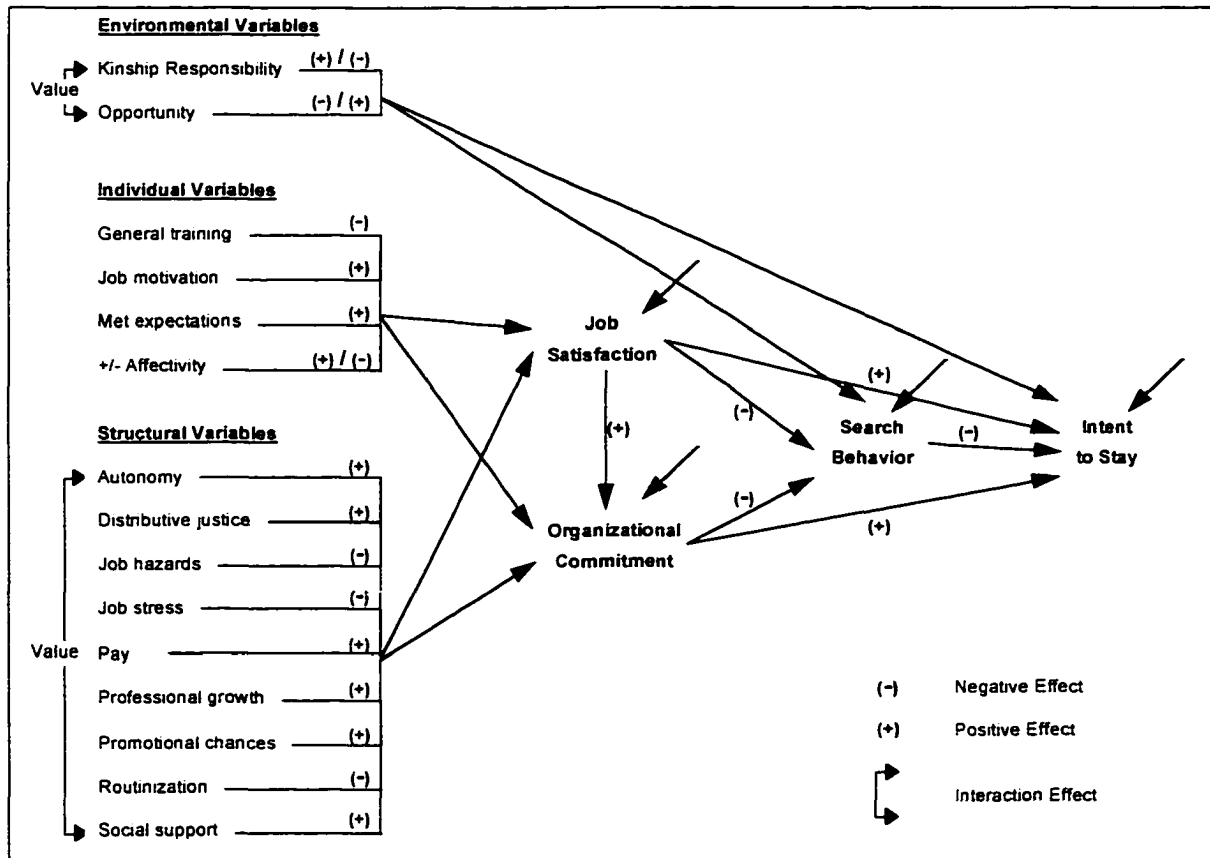 Environmental Variables
Kinship Responsibility (+) / (-)
Value
Opportunity (-) / (+)
Individual Variables
General training (-)
Job motivation (+)
Met expectations (+)
+/- Affectivity (+) / (-)
Structural Variables
Autonomy (+)
Distributive justice (+)
Job hazards (-)
Job stress (-)
Value Pay (+)
Professional growth (+)
Promotional chances (+)
Routinization (-)
Social support (+)
Job
Satisfaction
(+)
(-)
(+)
Organizational
Commitment
(-)
(+)
Search
Behavior
(-)
Intent
to Stay
(-) Negative Effect
(+) Positive Effect
Interaction Effect